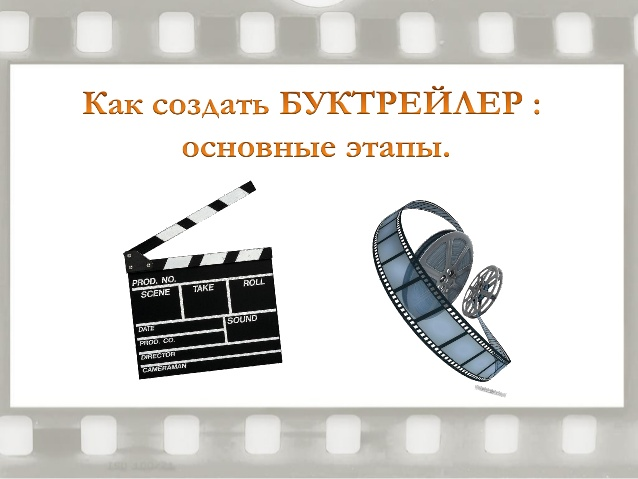 Как создать БУКТРЕЙЛЕР :
основные этапы.
PROD. NO.
SCENE TAKE ROLL
SOUND
DATE
PROD. CO.
DIRECTOR
CAMERAMAN